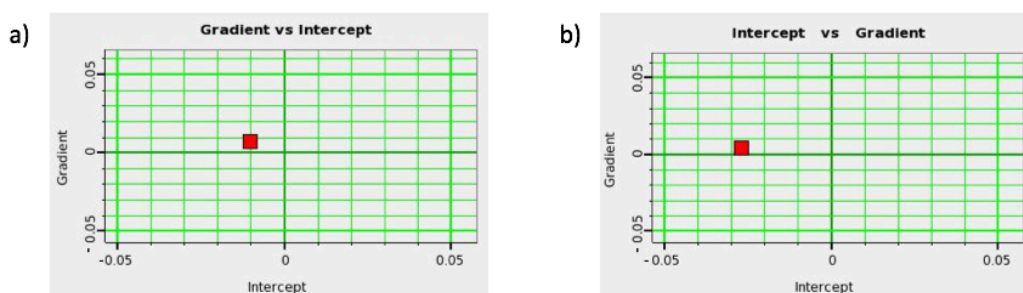 a)
Gradient vs Intercept
0.05
0
- 0.05
Gradient
-0.05 0 0.05
Intercept
b)
Intercept vs Gradient
0.05
0
- 0.05
Gradient
-0.05 0 0.05
Intercept